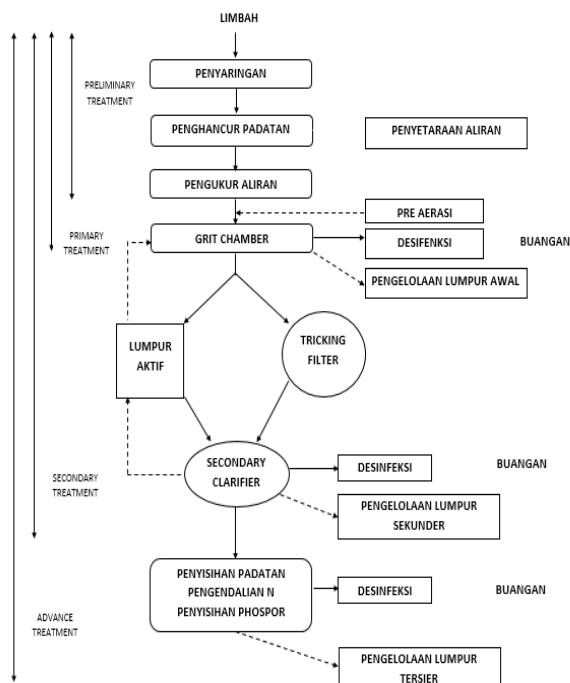 LIMBAH
PENYARINGAN
PRELIMINARY
TREATMENT
PENGHANCUR PADATAN
PENYETARAAN ALIRAN
PENGUKUR ALIRAN
PRE AERASI
PRIMARY
TREATMENT
GRIT CHAMBER
DESIFENKSI
BUANGAN
PENGELOLAAN LUMPUR AWAL
LUMPUR
AKTIF
TRICKING
FILTER
SECONDARY
TREATMENT
SECONDARY
CLARIFIER
DESINFEKSI
BUANGAN
PENGELOLAAN LUMPUR
SEKUNDER
PENYISIHAN PADATAN
PENGENDALIAN N
PENYISIHAN PHOSPOR
DESINFEKSI
BUANGAN
ADVANCE
TREATMENT
PENGELOLAAN LUMPUR
TERSIER